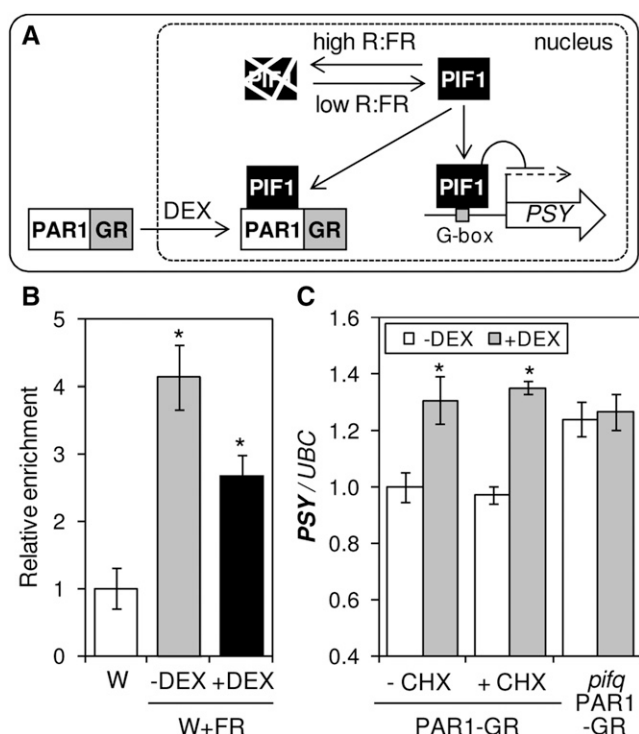 A
nucleus
high R:FR
PIF1
PIF1
low R:FR
PIF1
PIF1
DEX
PAR1 GR
PAR1 GR
G-box
PSY
B
Relative enrichment
5
4
3
2
1
0
*
*
W
-DEX +DEX
W+FR
C
PSY / UBC
1.6
1.4
1.2
1.0
0.8
0.6
0.4
-DEX +DEX
*
*
- CHX + CHX
PAR1-GR
pifq
PAR1
-GR